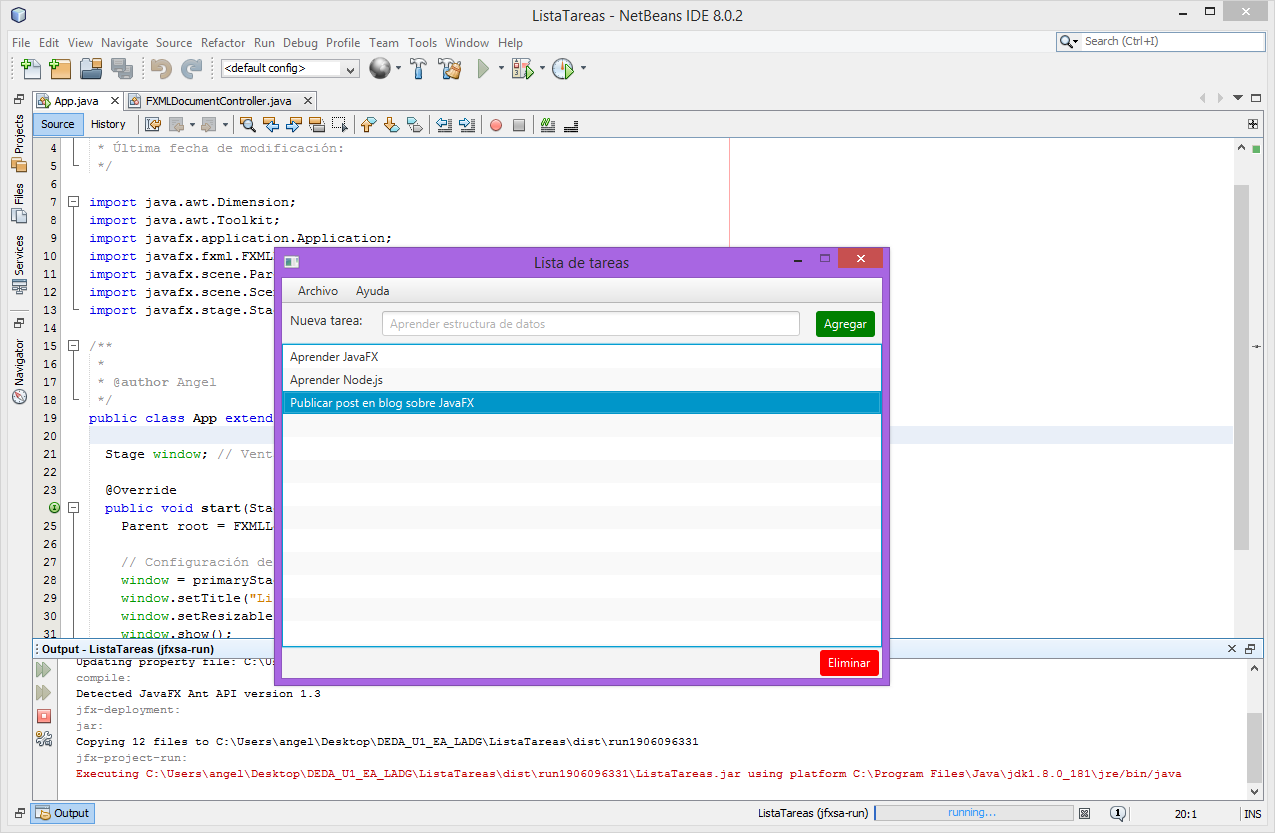 ListaTareas - NetBeans IDE 8.0.2
File Edit View Navigate Source Refactor Run Debug Profile Team Tools Window Help
Search (Ctrl+I)
<default config>
App.java FXMLDocumentController.java
Source History
Projects
Files
Services
Navigator
4 * Última fecha de modificación:
5 */
6
7 import java.awt.Dimension;
8 import java.awt.Toolkit;
9 import javafx.application.Application;
10 import javafx.fxml.FXML
11 import javafx.scene.Par
12 import javafx.scene.Sce
13 import javafx.stage.Sta
14
15 /**
16 *
17 * @author Angel
18 */
19 public class App extend
20
21 Stage window; // Vent
22
23 @Override
public void start(Sta
25 Parent root = FXMLL
26
27 // Configuración de
28 window = primarySta
29 window.setTitle("Li
30 window.setResizable
31 window.show();
Lista de tareas
Archivo Ayuda
Nueva tarea: Aprender estructura de datos Agregar
Aprender JavaFX
Aprender Node.js
Publicar post en blog sobre JavaFX
Eliminar
Output - ListaTareas (jfxsa-run)
Updating property file: C:\U
compile:
Detected JavaFX Ant API version 1.3
jfx-deployment:
jar:
Copying 12 files to C:\Users\angel\Desktop\DEDA_U1_EA_LADG\ListaTareas\dist\run1906096331
jfx-project-run:
Executing C:\Users\angel\Desktop\DEDA_U1_EA_LADG\ListaTareas\dist\run1906096331\ListaTareas.jar using platform C:\Program Files\Java\jdk1.8.0_181\jre/bin/java
Output
ListaTareas (jfxsa-run) running... 1 20:1 INS